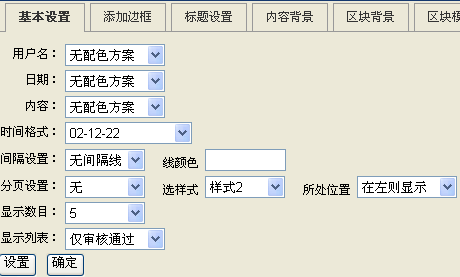 基本设置 添加边框 标题设置 内容背景 区块背景 区块模
用户名： 无配色方案
日期： 无配色方案
内容： 无配色方案
时间格式： 02-12-22
间隔设置： 无间隔线 线颜色
分页设置： 无 选样式 样式2 所处位置 在左则显示
显示数目： 5
显示列表： 仅审核通过
设置 确定